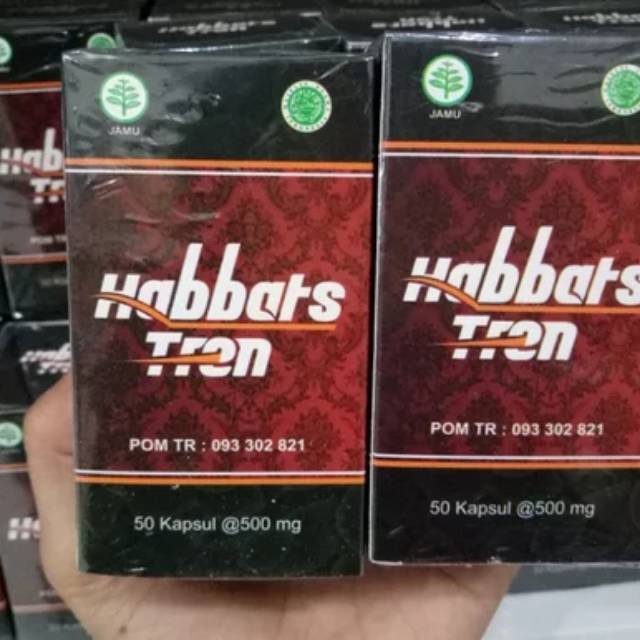 JAMU
Habbats
Tren
POM TR : 093 302 821
50 Kapsul @500 mg
JAMU
Habbats
Tren
POM TR : 093 302 821
50 Kapsul @500 mg